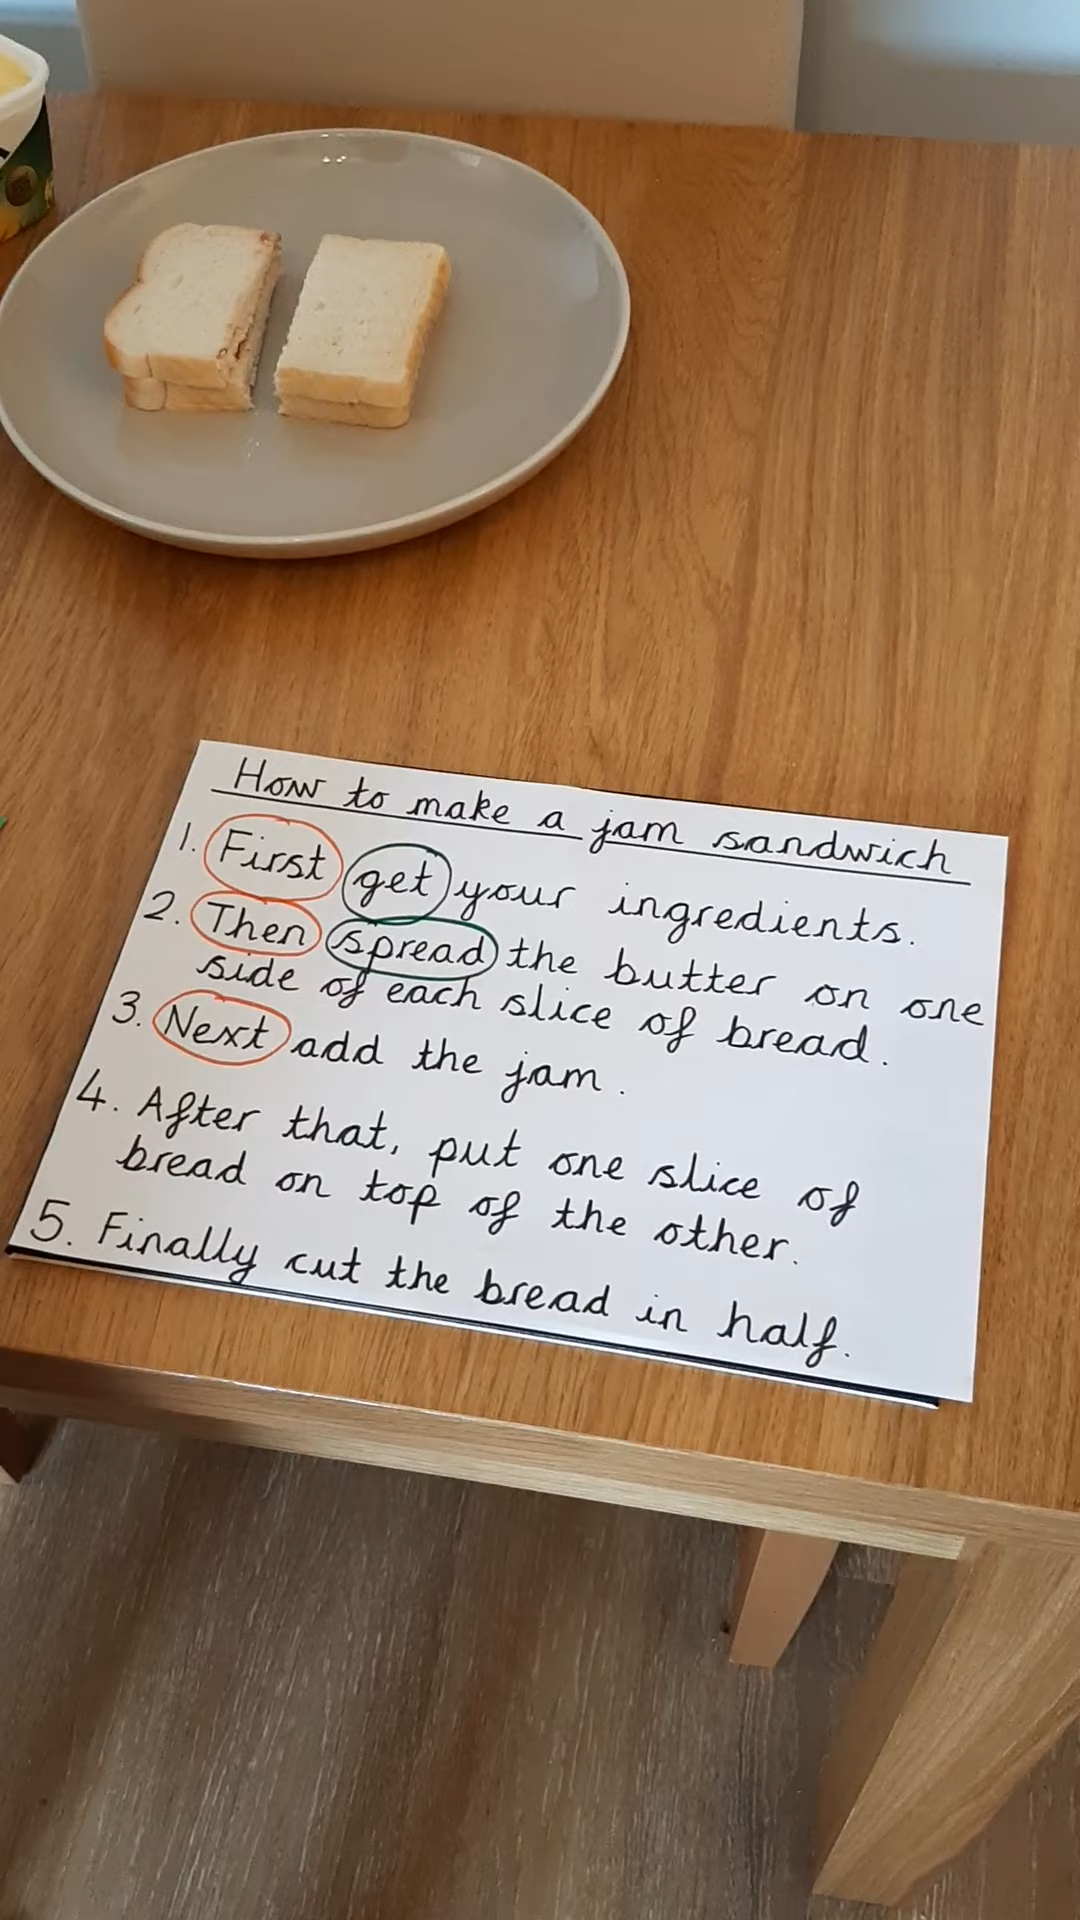 How to make a jam sandwich
1. First get your ingredients.
2. Then spread the butter on one
side of each slice of bread.
3. Next add the jam.
4. After that, put one slice of
bread on top of the other.
5. Finally cut the bread in half.